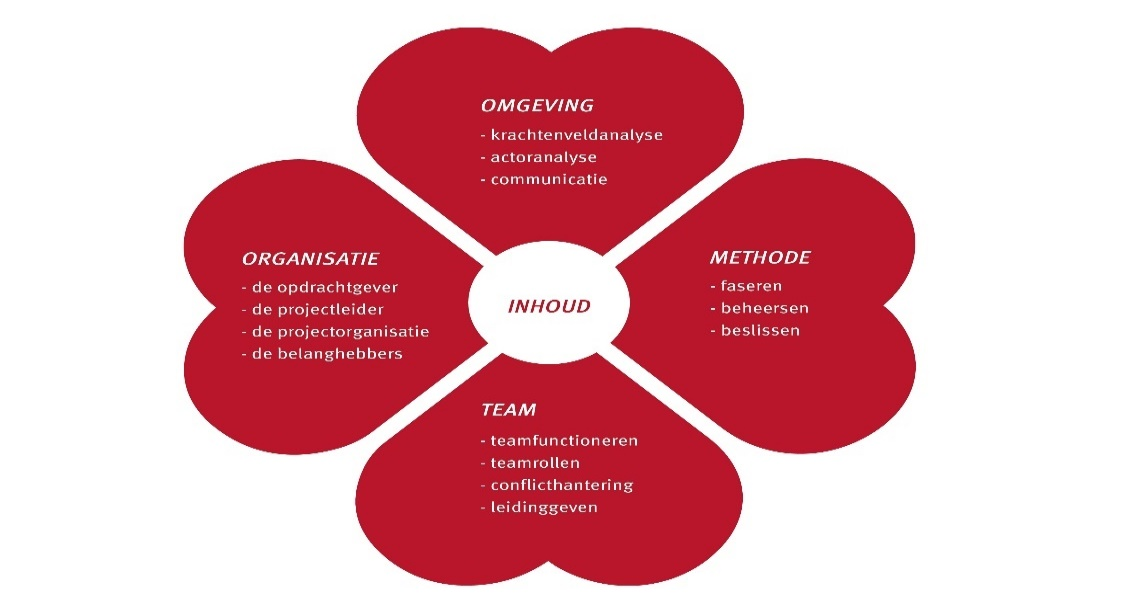 OMGEVING
- krachtenveldanalyse
- actoranalyse
- communicatie
ORGANISATIE
- de opdrachtgever
- de projectleider
- de projectorganisatie
- de belanghebbers
INHOUD
METHODE
- faseren
- beheersen
- beslissen
TEAM
- teamfunctioneren
- teamrollen
- conflicthantering
- leidinggeven